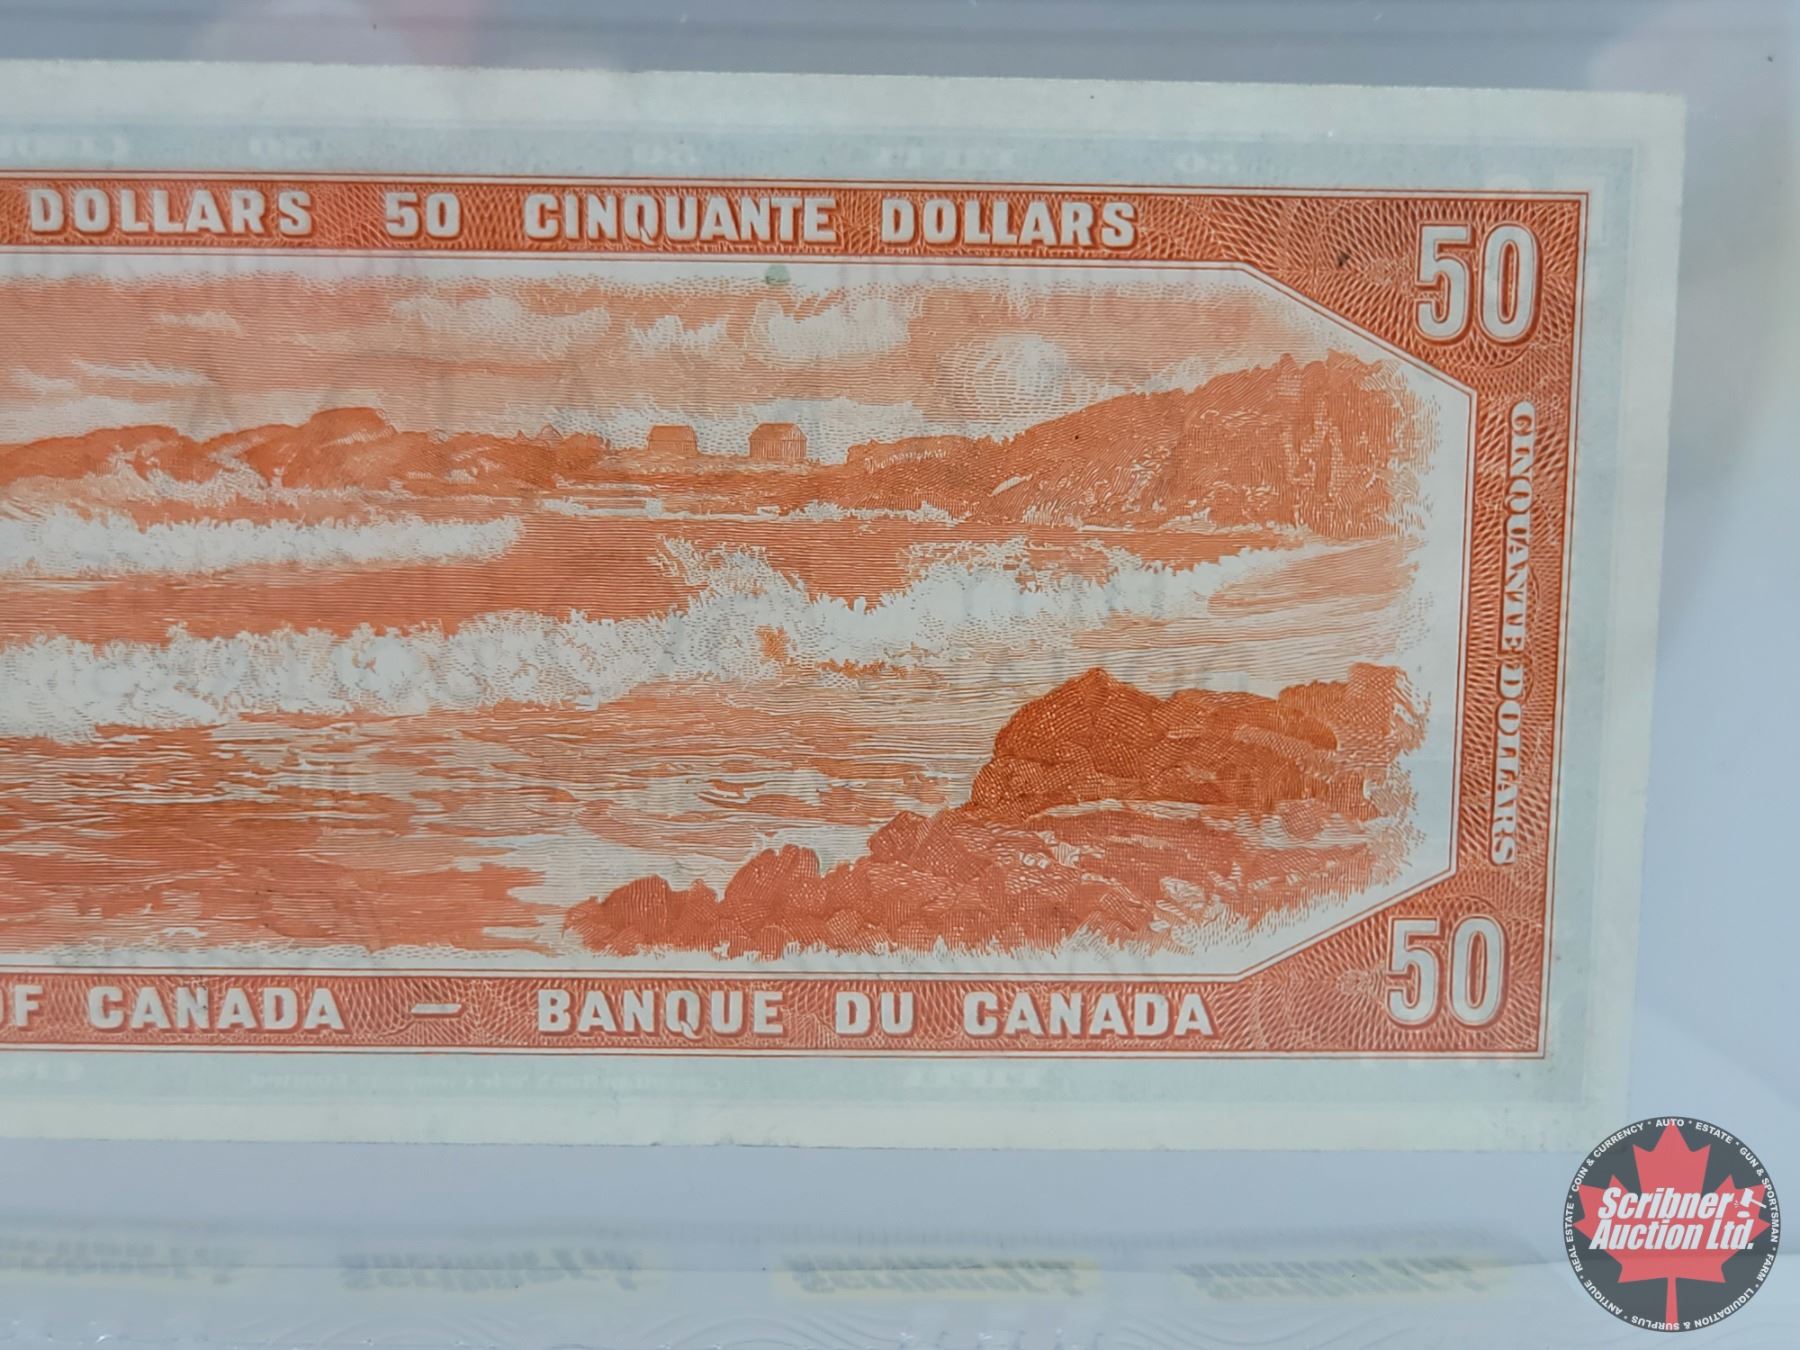 DOLLARS 50 CINQUANTE DOLLARS
50
CINQUANTE DOLLARS
50
OF CANADA — BANQUE DU CANADA
Scribner
Auction Ltd.
COIN & CURRENCY * AUTO * ESTATE * GUN & SPORTSMAN * FARM * LIQUIDATION & SURPLUS * ANTIQUE * REAL ESTATE *